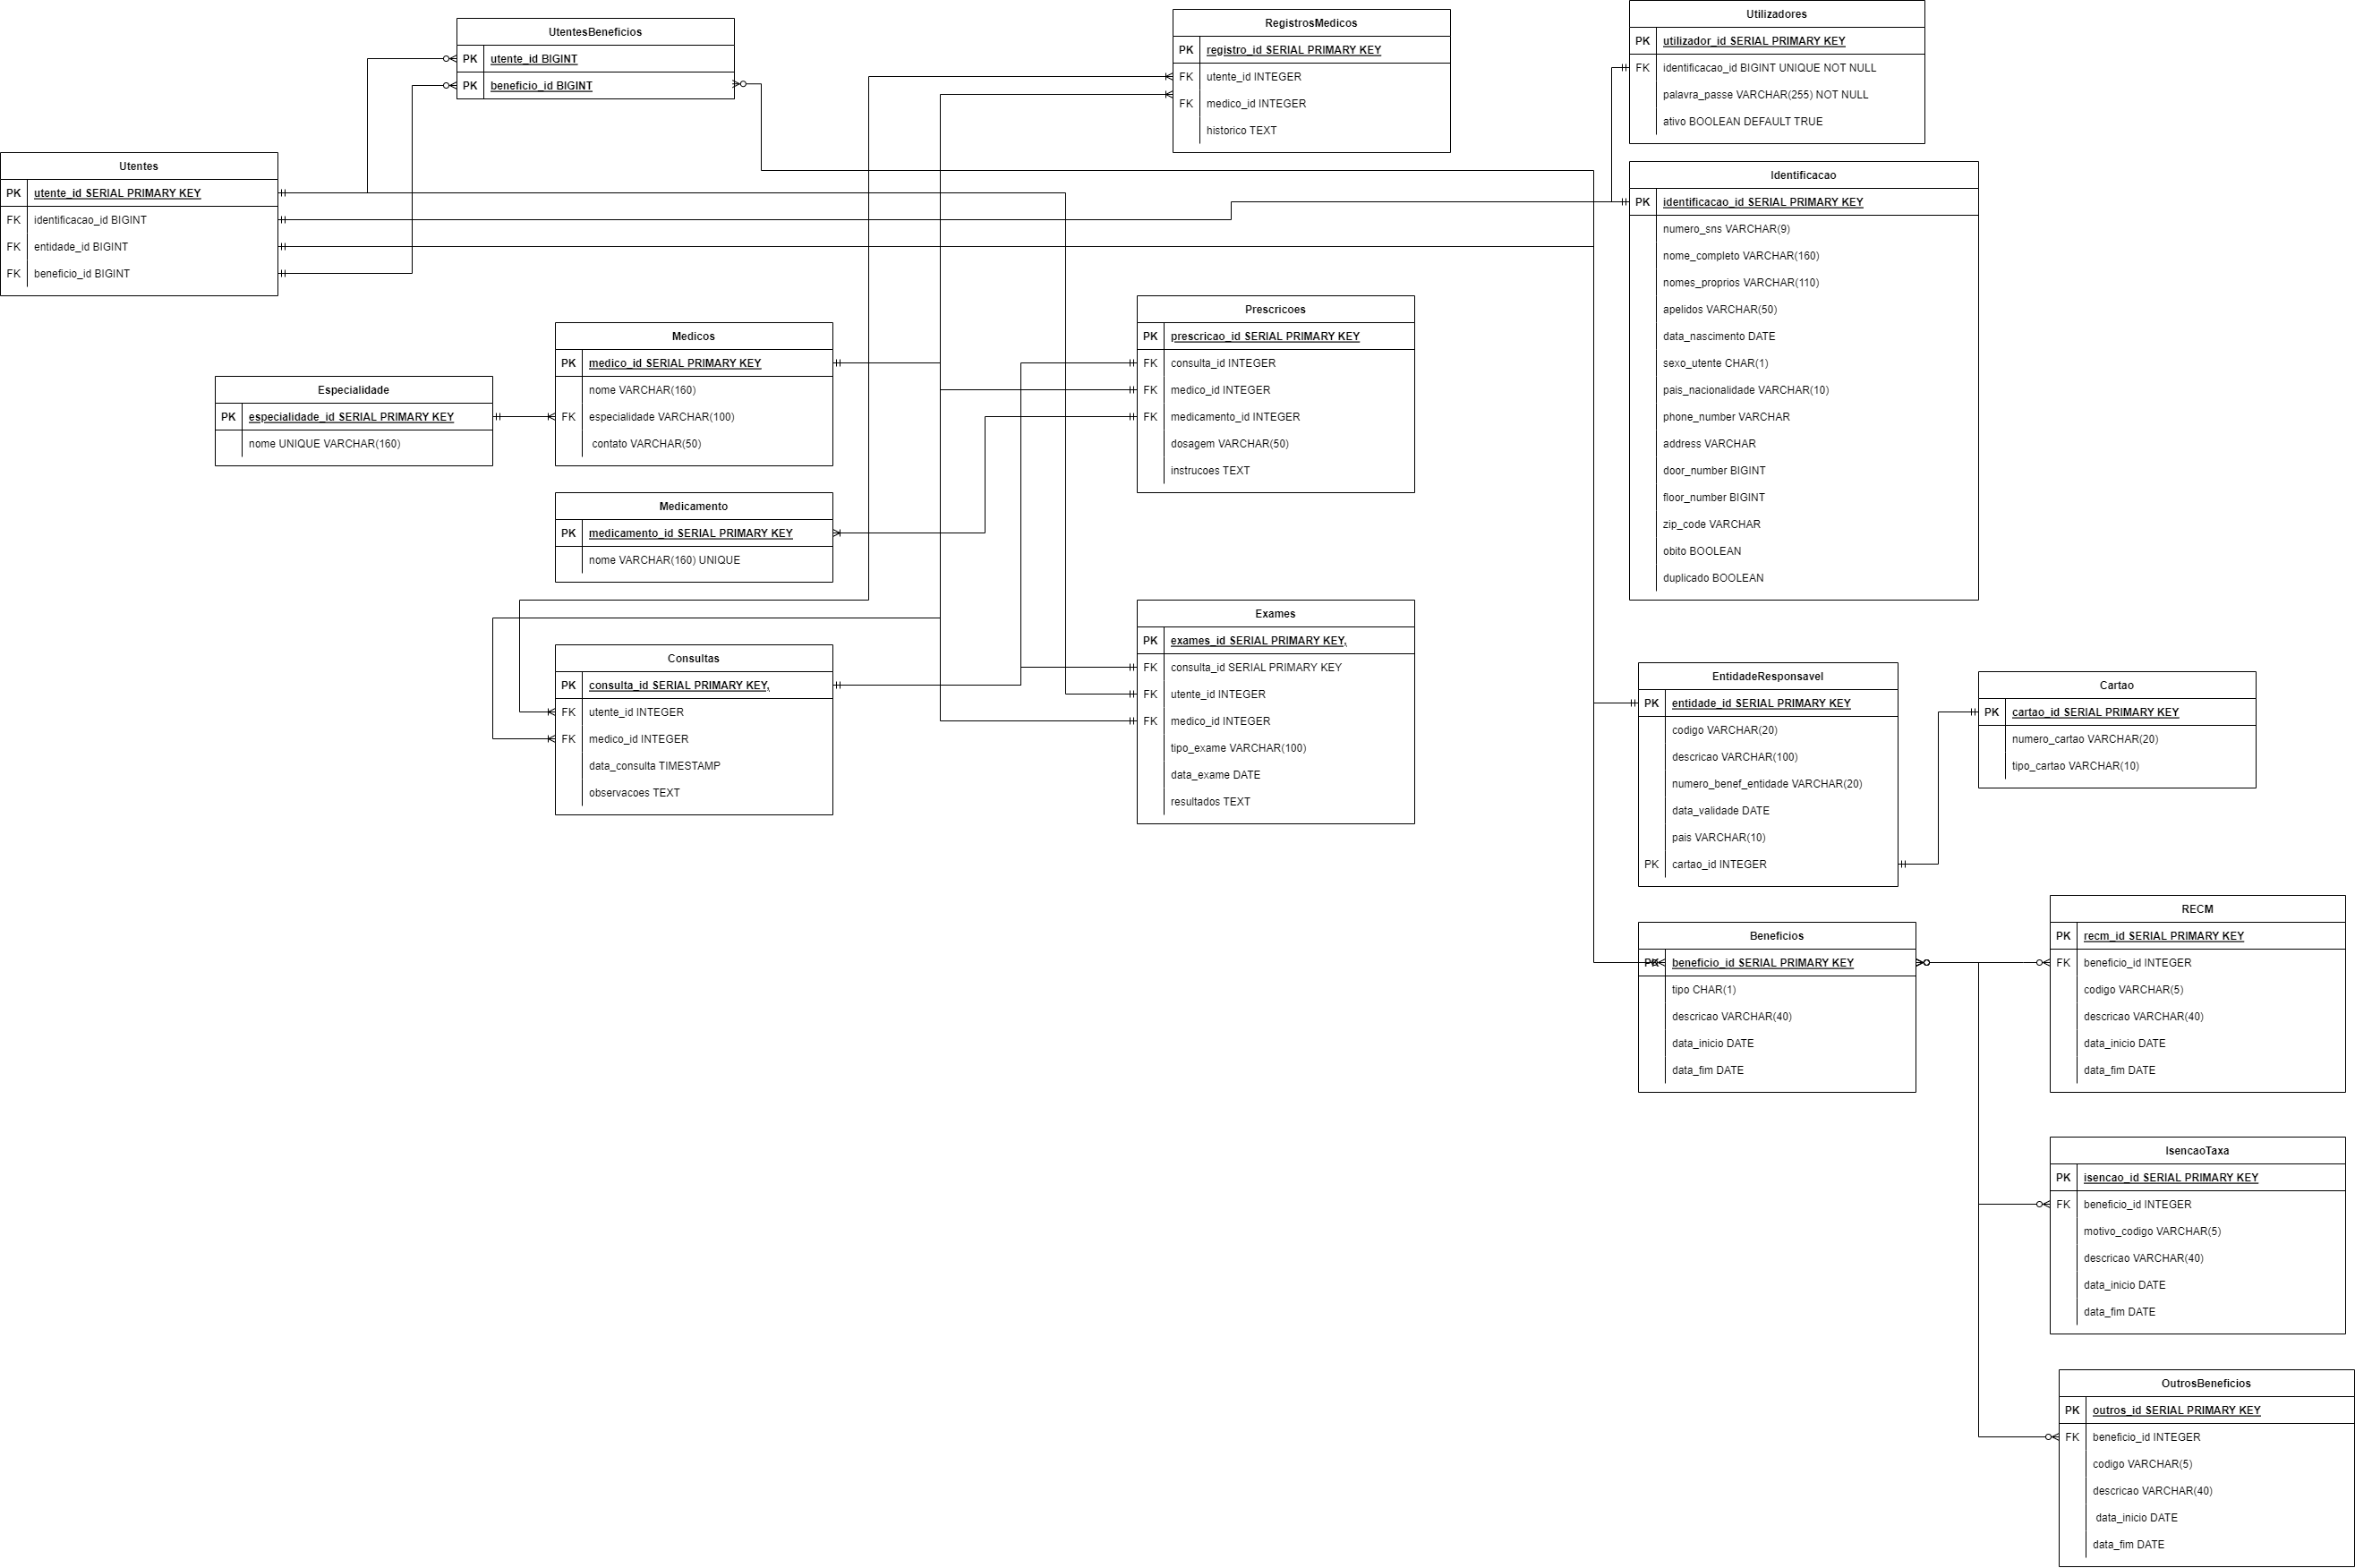 UtentesBeneficios
PK utente_id BIGINT
PK beneficio_id BIGINT
RegistrosMedicos
PK registro_id SERIAL PRIMARY KEY
FK utente_id INTEGER
FK medico_id INTEGER
historico TEXT
Utilizadores
PK utilizador_id SERIAL PRIMARY KEY
FK identificacao_id BIGINT UNIQUE NOT NULL
palavra_passe VARCHAR(255) NOT NULL
ativo BOOLEAN DEFAULT TRUE
Utentes
PK utente_id SERIAL PRIMARY KEY
FK identificacao_id BIGINT
FK entidade_id BIGINT
FK beneficio_id BIGINT
Identificacao
PK identificacao_id SERIAL PRIMARY KEY
numero_sns VARCHAR(9)
nome_completo VARCHAR(160)
nomes_proprios VARCHAR(110)
apelidos VARCHAR(50)
data_nascimento DATE
sexo_utente CHAR(1)
pais_nacionalidade VARCHAR(10)
phone_number VARCHAR
address VARCHAR
door_number BIGINT
floor_number BIGINT
zip_code VARCHAR
obito BOOLEAN
duplicado BOOLEAN
Medicos
PK medico_id SERIAL PRIMARY KEY
nome VARCHAR(160)
FK especialidade VARCHAR(100)
contato VARCHAR(50)
Especialidade
PK especialidade_id SERIAL PRIMARY KEY
nome UNIQUE VARCHAR(160)
Prescricoes
PK prescricao_id SERIAL PRIMARY KEY
FK consulta_id INTEGER
FK medico_id INTEGER
FK medicamento_id INTEGER
dosagem VARCHAR(50)
instrucoes TEXT
Medicamento
PK medicamento_id SERIAL PRIMARY KEY
nome VARCHAR(160) UNIQUE
Consultas
PK consulta_id SERIAL PRIMARY KEY,
FK utente_id INTEGER
FK medico_id INTEGER
data_consulta TIMESTAMP
observacoes TEXT
Exames
PK exames_id SERIAL PRIMARY KEY,
FK consulta_id SERIAL PRIMARY KEY
FK utente_id INTEGER
FK medico_id INTEGER
tipo_exame VARCHAR(100)
data_exame DATE
resultados TEXT
EntidadeResponsavel
PK entidade_id SERIAL PRIMARY KEY
codigo VARCHAR(20)
descricao VARCHAR(100)
numero_benef_entidade VARCHAR(20)
data_validade DATE
pais VARCHAR(10)
PK cartao_id INTEGER
Cartao
PK cartao_id SERIAL PRIMARY KEY
numero_cartao VARCHAR(20)
tipo_cartao VARCHAR(10)
Beneficios
PK beneficio_id SERIAL PRIMARY KEY
tipo CHAR(1)
descricao VARCHAR(40)
data_inicio DATE
data_fim DATE
RECM
PK recm_id SERIAL PRIMARY KEY
FK beneficio_id INTEGER
codigo VARCHAR(5)
descricao VARCHAR(40)
data_inicio DATE
data_fim DATE
IsencaoTaxa
PK isencao_id SERIAL PRIMARY KEY
FK beneficio_id INTEGER
motivo_codigo VARCHAR(5)
descricao VARCHAR(40)
data_inicio DATE
data_fim DATE
OutrosBeneficios
PK outros_id SERIAL PRIMARY KEY
FK beneficio_id INTEGER
codigo VARCHAR(5)
descricao VARCHAR(40)
data_inicio DATE
data_fim DATE